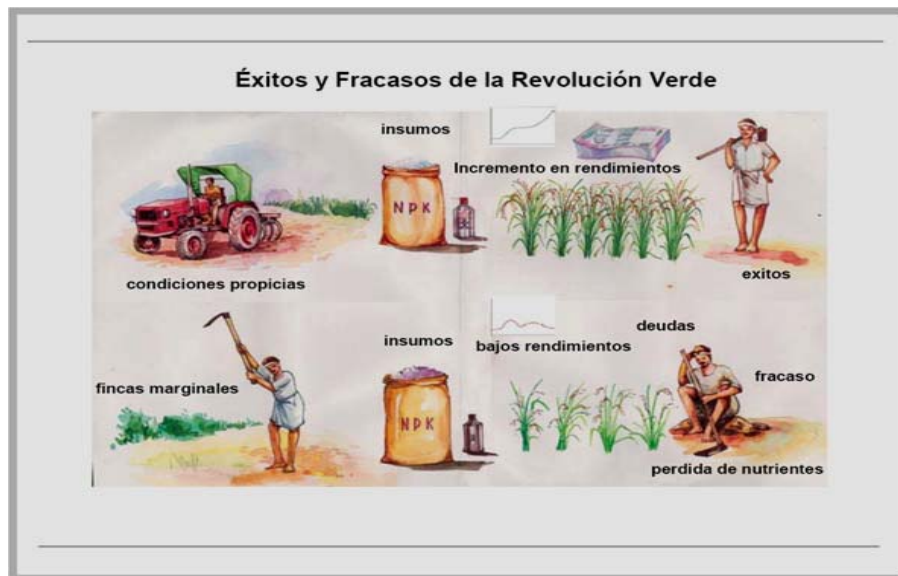 Éxitos y Fracasos de la Revolución Verde
insumos
Incremento en rendimientos
NPK
condiciones propicias
exitos
deudas
insumos
bajos rendimientos
fincas marginales
fracaso
NPK
perdida de nutrientes